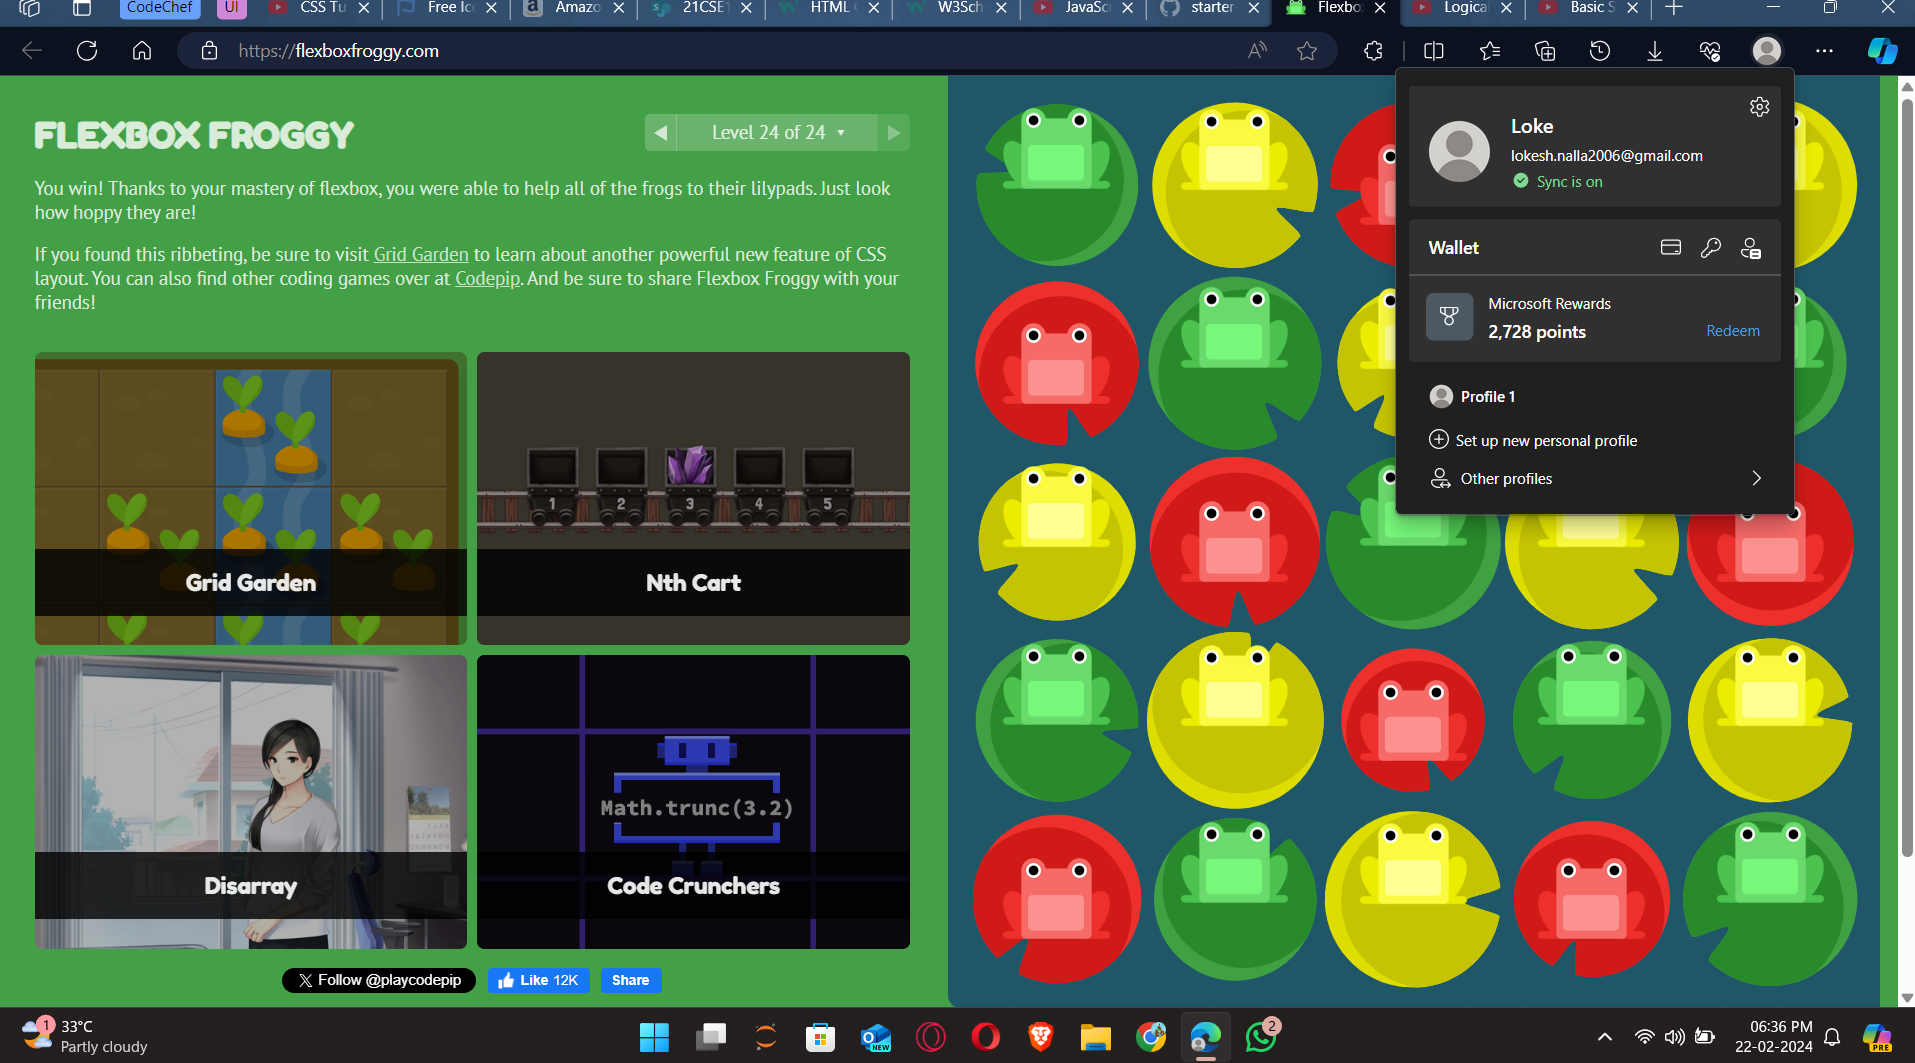 CodeChef
UI
CSS Tu
Free Ic
Amazo
21CSE1
HTML
W3Sch
JavaSc
starter-
Flexbo
Logica
Basic S
https://flexboxfroggy.com
FLEXBOX FROGGY
Level 24 of 24
You win! Thanks to your mastery of flexbox, you were able to help all of the frogs to their lilypads. Just look
how hoppy they are!
If you found this ribbeting, be sure to visit Grid Garden to learn about another powerful new feature of CSS
layout. You can also find other coding games over at Codepip. And be sure to share Flexbox Froggy with your
friends!
1 2 3 4 5
Grid Garden
Nth Cart
Math.trunc(3.2)
Disarray
Code Crunchers
Follow @playcodepip
Like 12K
Share
Loke
lokesh.nalla2006@gmail.com
Sync is on
Wallet
Microsoft Rewards
2,728 points
Redeem
Profile 1
Set up new personal profile
Other profiles
1
33°C
Partly cloudy
NEW
2
06:36 PM
22-02-2024
PRE